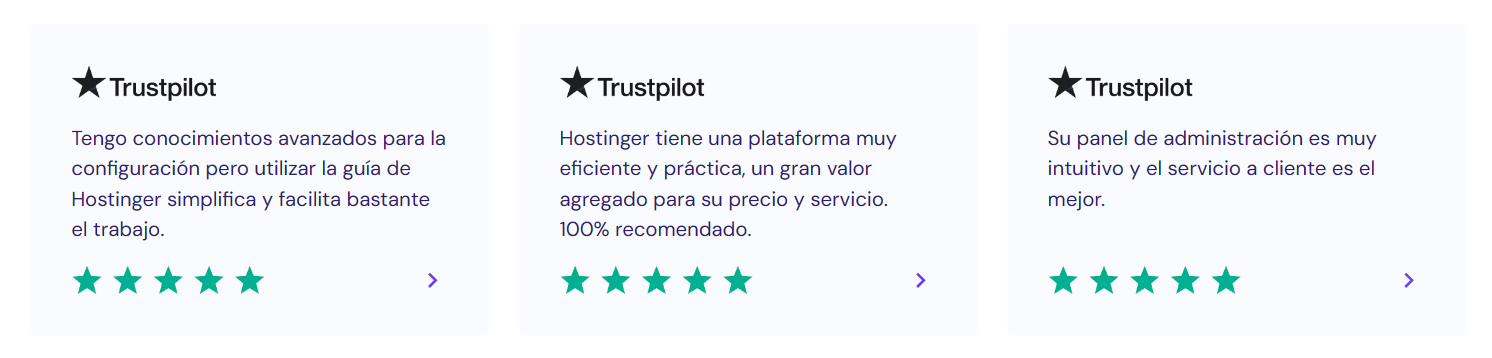 Trustpilot
Tengo conocimientos avanzados para la
configuración pero utilizar la guía de
Hostinger simplifica y facilita bastante
el trabajo.
Trustpilot
Hostinger tiene una plataforma muy
eficiente y práctica, un gran valor
agregado para su precio y servicio.
100% recomendado.
Trustpilot
Su panel de administración es muy
intuitivo y el servicio a cliente es el
mejor.